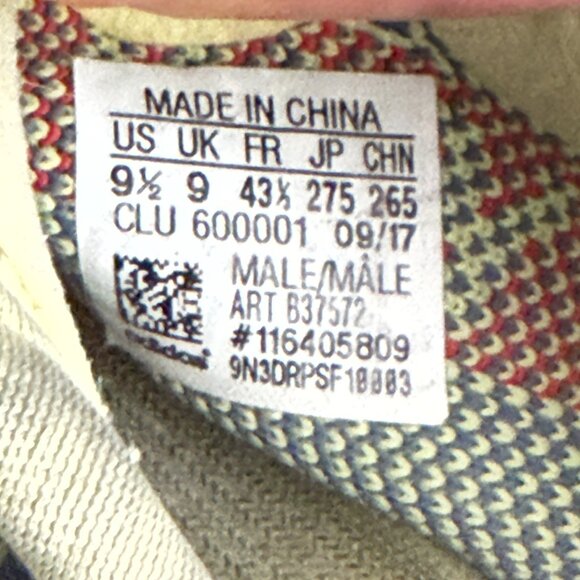 MADE IN CHINA
US UK FR JP CHN
9½ 9 43⅓ 275 265
CLU 600001 09/17
MALE/MÂLE
ART B37572
#116405809
adidas